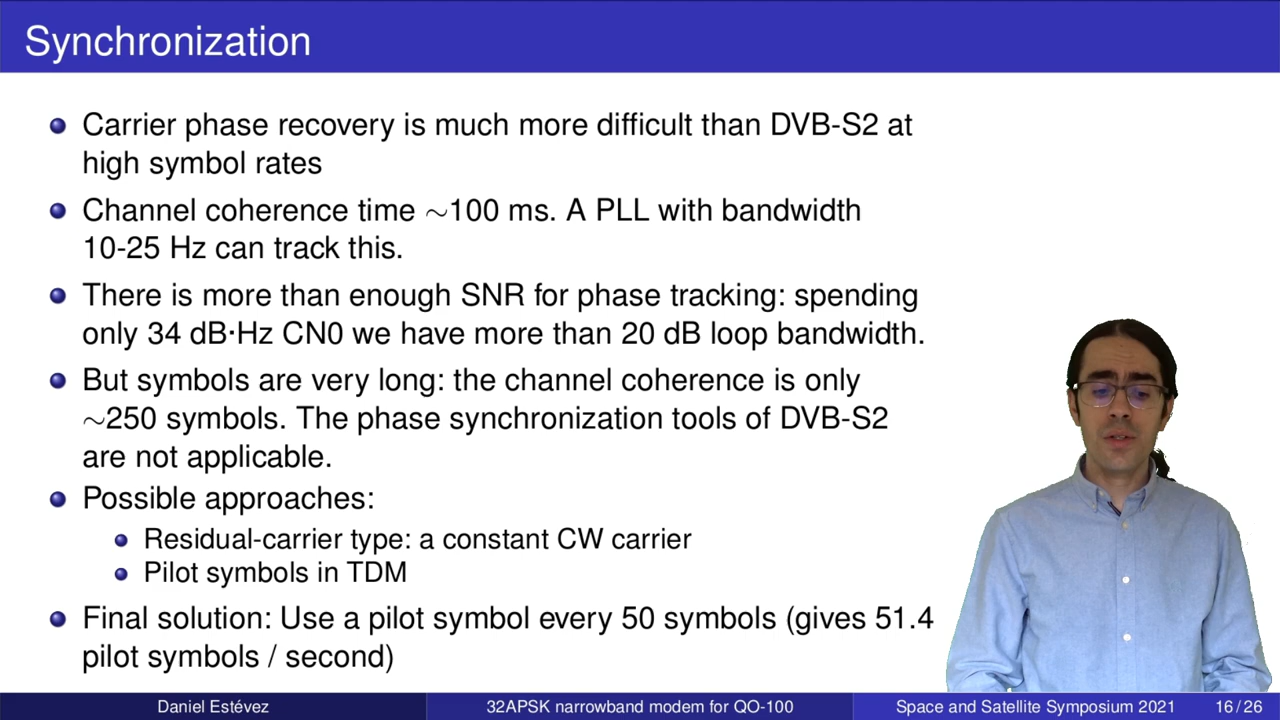 Synchronization
Carrier phase recovery is much more difficult than DVB-S2 at
high symbol rates
Channel coherence time ∼100 ms. A PLL with bandwidth
10-25 Hz can track this.
There is more than enough SNR for phase tracking: spending
only 34 dB·Hz CN0 we have more than 20 dB loop bandwidth.
But symbols are very long: the channel coherence is only
∼250 symbols. The phase synchronization tools of DVB-S2
are not applicable.
Possible approaches:
Residual-carrier type: a constant CW carrier
Pilot symbols in TDM
Final solution: Use a pilot symbol every 50 symbols (gives 51.4
pilot symbols / second)
Daniel Estévez
32APSK narrowband modem for QO-100
Space and Satellite Symposium 2021
16 / 26